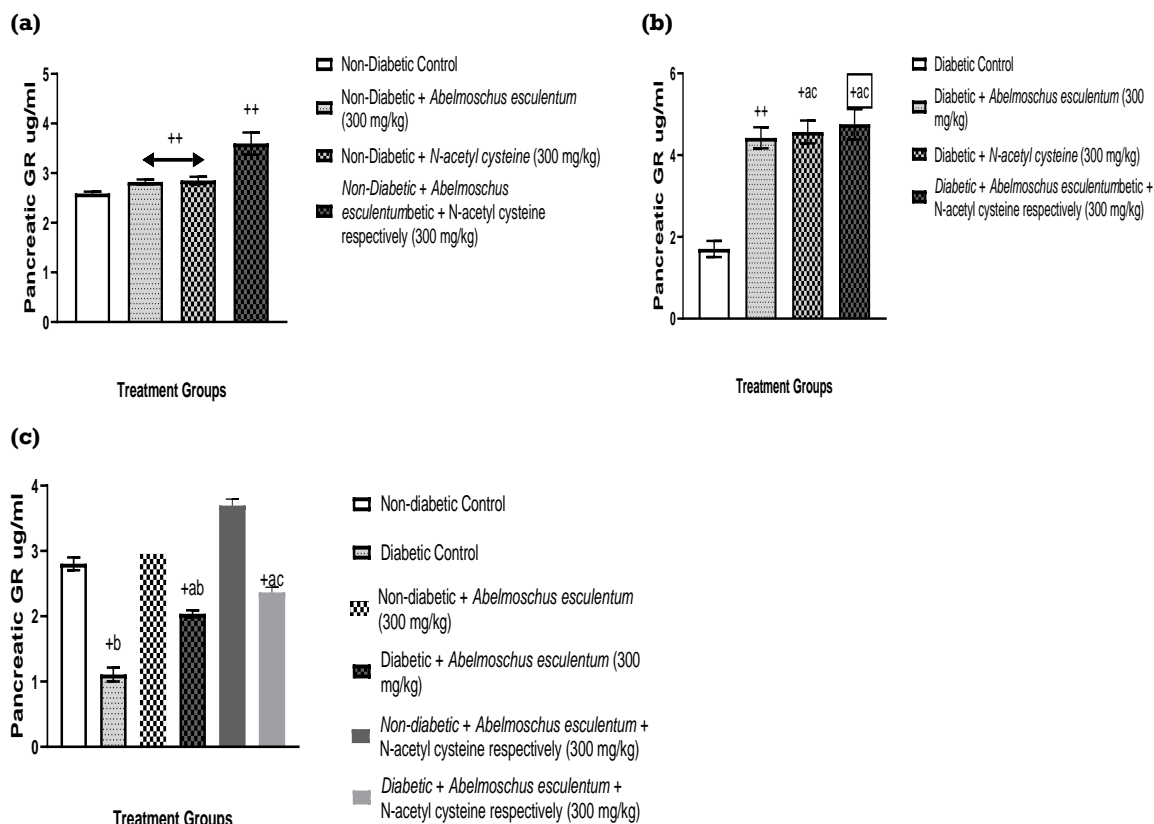 (a)
Pancreatic GR ug/ml
5
4
3
2
1
0
++
++
Treatment Groups
Non-Diabetic Control
Non-Diabetic + Abelmoschus esculentum
(300 mg/kg)
Non-Diabetic + N-acetyl cysteine (300 mg/kg)
Non-Diabetic + Abelmoschus
esculentumbetic + N-acetyl cysteine
respectively (300 mg/kg)
(b)
Pancreatic GR ug/ml
6
4
2
0
++
+ac
+ac
Treatment Groups
Diabetic Control
Diabetic + Abelmoschus esculentum (300
mg/kg)
Diabetic + N-acetyl cysteine (300 mg/kg)
Diabetic + Abelmoschus esculentumbetic +
N-acetyl cysteine respectively (300 mg/kg)
(c)
Pancreatic GR ug/ml
4
3
2
1
0
+b
+ab
+ac
Treatment Groups
Non-diabetic Control
Diabetic Control
Non-diabetic + Abelmoschus esculentum
(300 mg/kg)
Diabetic + Abelmoschus esculentum (300
mg/kg)
Non-diabetic + Abelmoschus esculentum +
N-acetyl cysteine respectively (300 mg/kg)
Diabetic + Abelmoschus esculentum +
N-acetyl cysteine respectively (300 mg/kg)